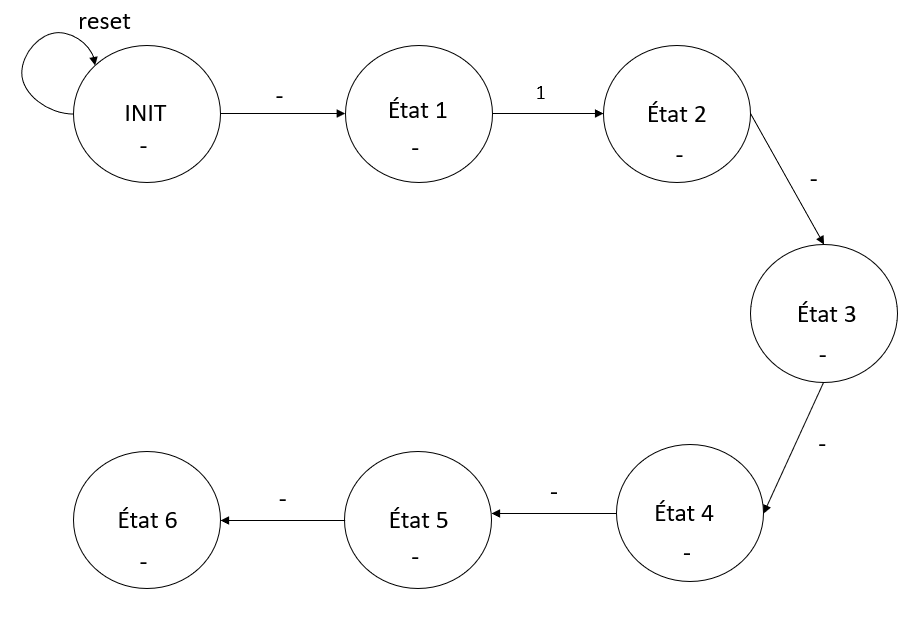 reset
INIT
-
-
État 1
-
1
État 2
-
-
État 3
-
-
État 4
-
-
État 5
-
-
État 6
-